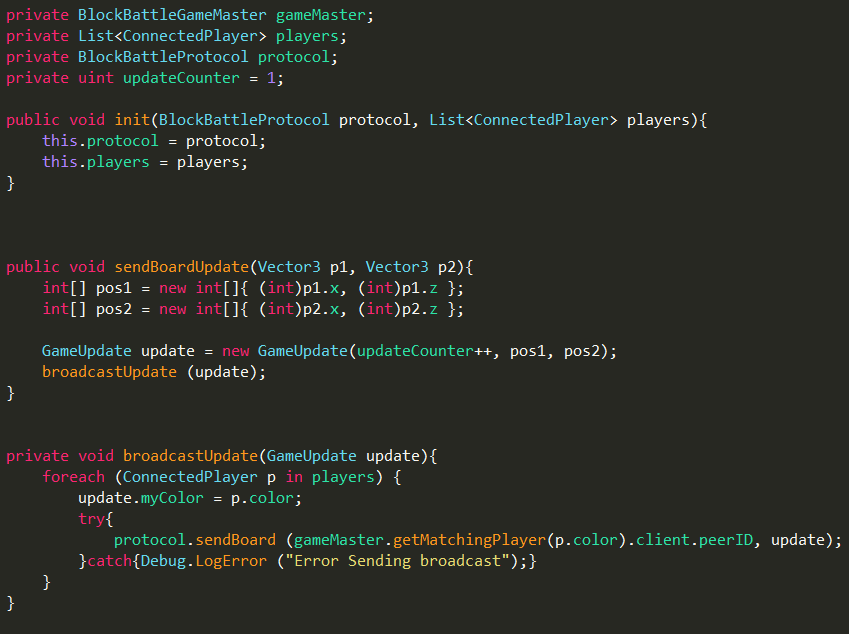 private BlockBattleGameMaster gameMaster;
private List<ConnectedPlayer> players;
private BlockBattleProtocol protocol;
private uint updateCounter = 1;
public void init(BlockBattleProtocol protocol, List<ConnectedPlayer> players){
    this.protocol = protocol;
    this.players = players;
}
public void sendBoardUpdate(Vector3 p1, Vector3 p2){
    int[] pos1 = new int[]{ (int)p1.x, (int)p1.z };
    int[] pos2 = new int[]{ (int)p2.x, (int)p2.z };
    GameUpdate update = new GameUpdate(updateCounter++, pos1, pos2);
    broadcastUpdate (update);
}
private void broadcastUpdate(GameUpdate update){
    foreach (ConnectedPlayer p in players) {
        update.myColor = p.color;
        try{
            protocol.sendBoard (gameMaster.getMatchingPlayer(p.color).client.peerID, update);
        }catch{Debug.LogError ("Error Sending broadcast");}
    }
}